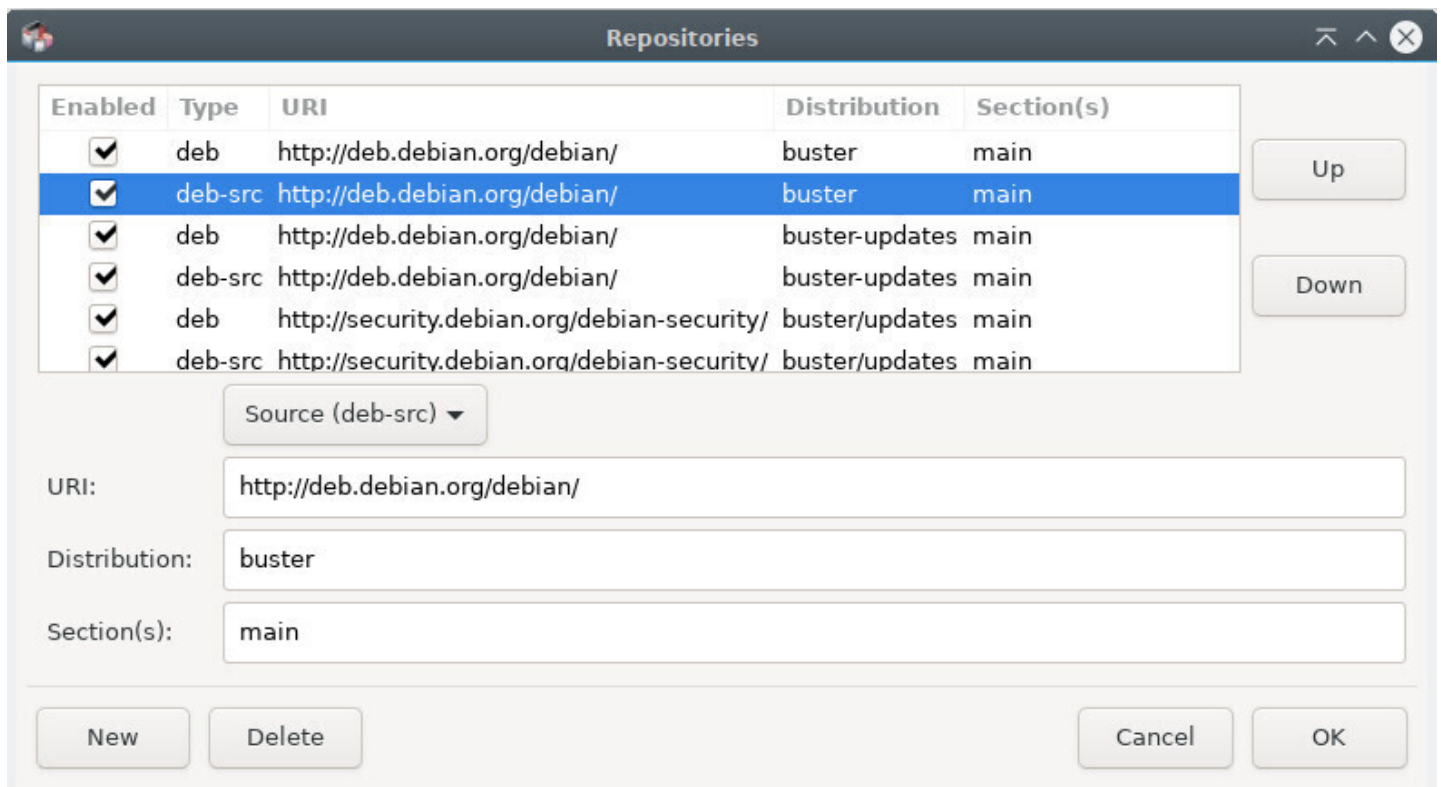 Repositories
Enabled Type URI Distribution Section(s)
deb http://deb.debian.org/debian/ buster main
deb-src http://deb.debian.org/debian/ buster main
deb http://deb.debian.org/debian/ buster-updates main
deb-src http://deb.debian.org/debian/ buster-updates main
deb http://security.debian.org/debian-security/ buster/updates main
deb-src http://security.debian.org/debian-security/ buster/updates main
Up
Down
Source (deb-src)
URI: http://deb.debian.org/debian/
Distribution: buster
Section(s): main
New Delete Cancel OK